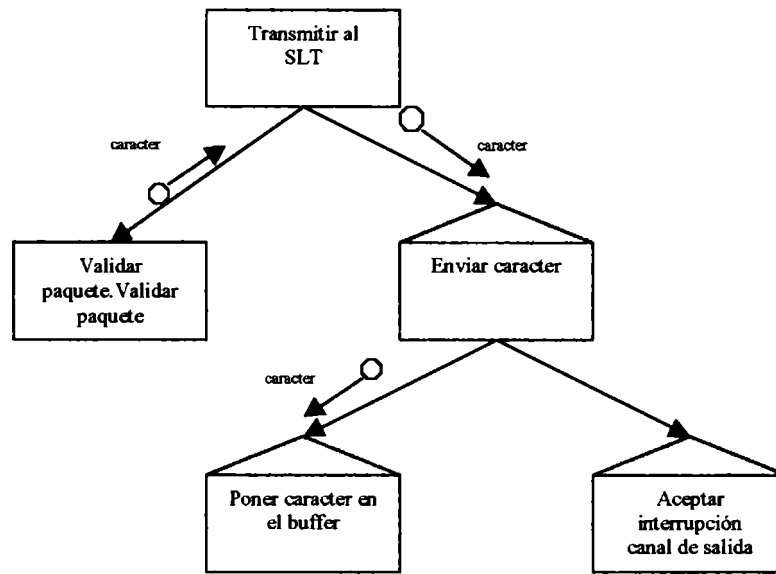 Transmitir al
SLT
caracter
caracter
Validar
paquete.Validar
paquete
Enviar caracter
caracter
Poner caracter en
el buffer
Aceptar
interrupción
canal de salida